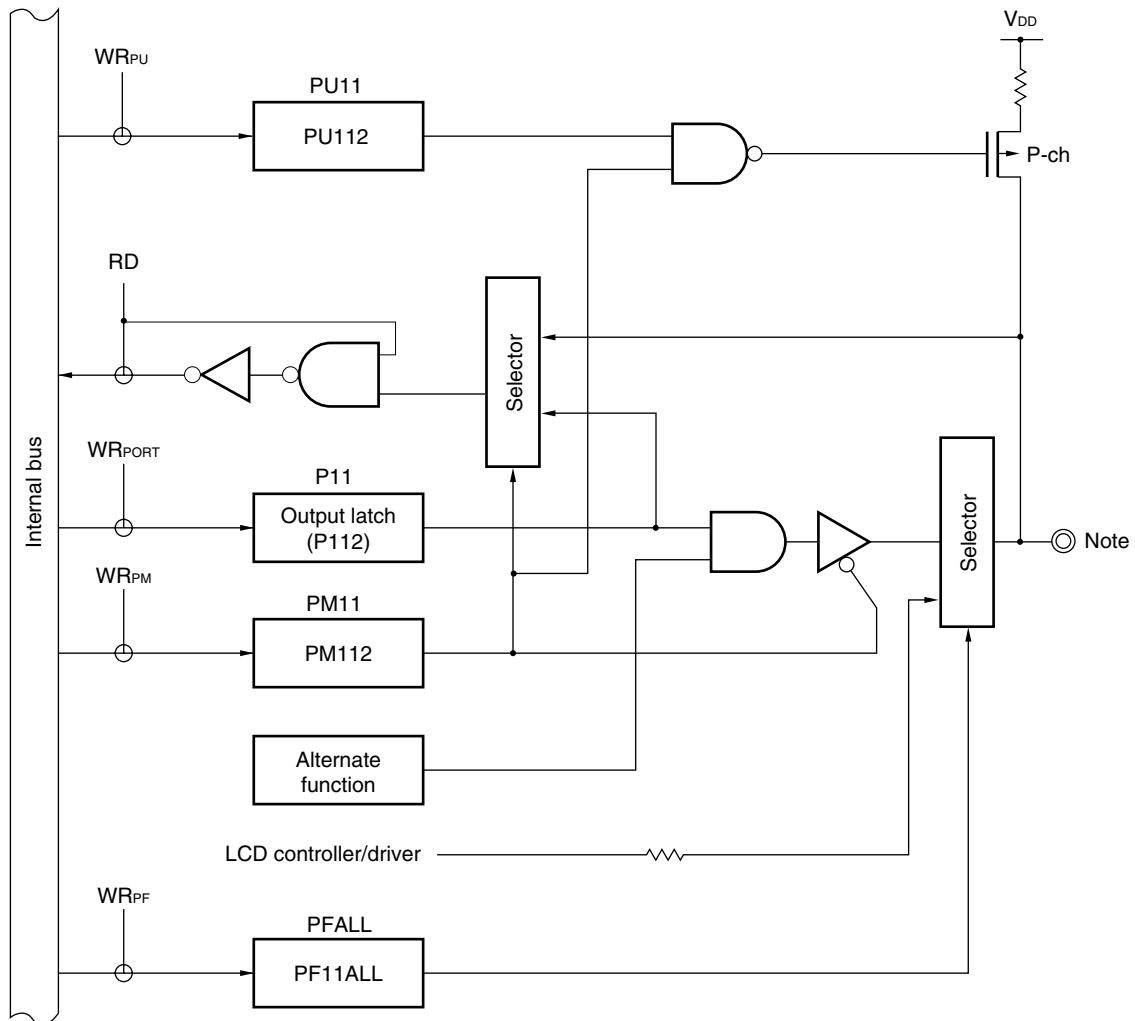 VDD
WRPU
PU11
PU112
P-ch
RD
Selector
Internal bus
WRPORT
P11
Output latch
(P112)
Selector
Note
WRPM
PM11
PM112
Alternate
function
LCD controller/driver
WRPF
PFALL
PF11ALL